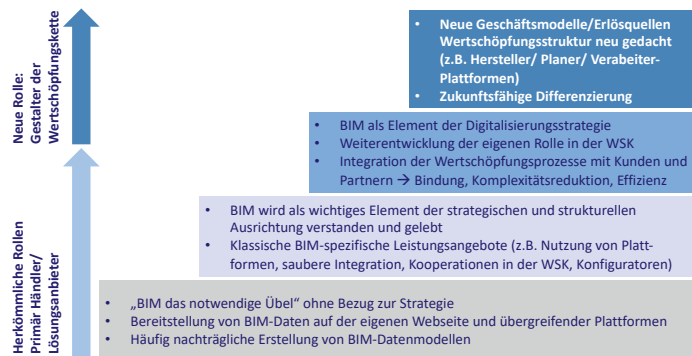 Neue Rolle:
Gestalter der
Wertschöpfungskette
• Neue Geschäftsmodelle/Erlösquellen
Wertschöpfungsstruktur neu gedacht
(z.B. Hersteller/ Planer/ Verabeiter-
Plattformen)
• Zukunftsfähige Differenzierung
• BIM als Element der Digitalisierungsstrategie
• Weiterentwicklung der eigenen Rolle in der WSK
• Integration der Wertschöpfungsprozesse mit Kunden und
Partnern → Bindung, Komplexitätsreduktion, Effizienz
Herkömmliche Rollen
Primär Händler/
Lösungsanbieter
• BIM wird als wichtiges Element der strategischen und strukturellen
Ausrichtung verstanden und gelebt
• Klassische BIM-spezifische Leistungsangebote (z.B. Nutzung von Platt-
formen, saubere Integration, Kooperationen in der WSK, Konfiguratoren)
• „BIM das notwendige Übel“ ohne Bezug zur Strategie
• Bereitstellung von BIM-Daten auf der eigenen Webseite und übergreifender Plattformen
• Häufig nachträgliche Erstellung von BIM-Datenmodellen